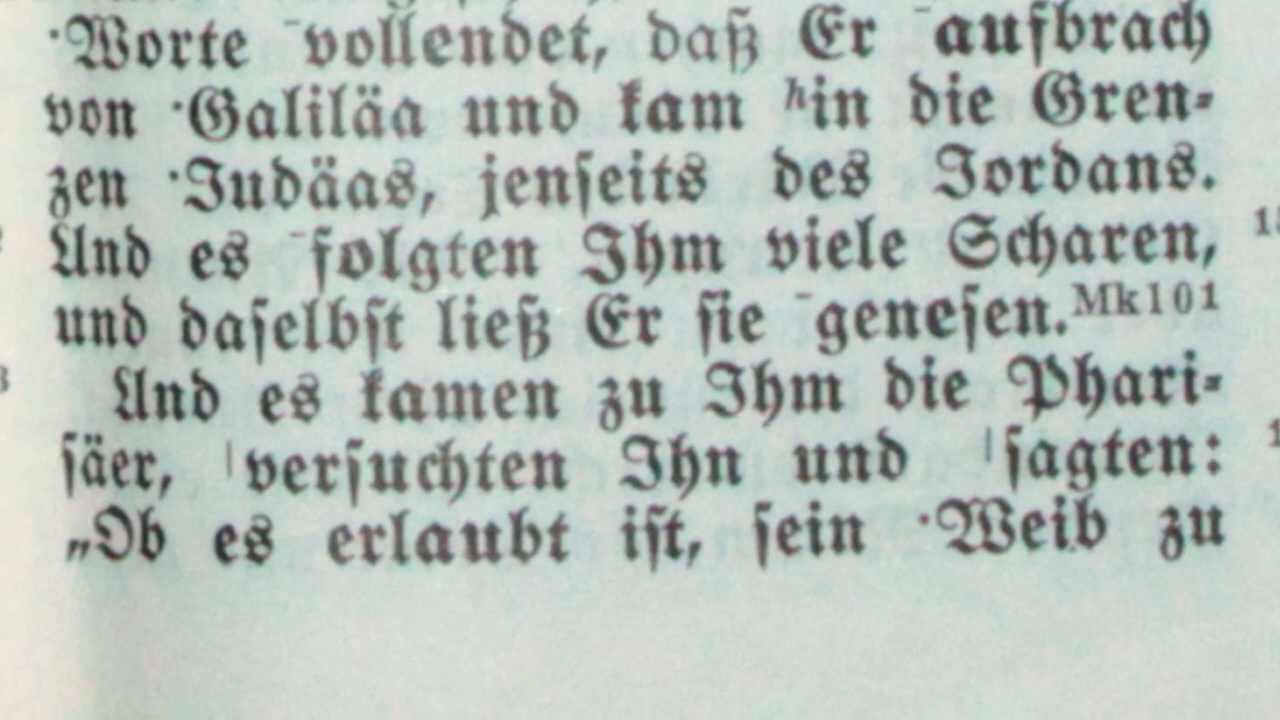 ·Worte ¯vollendet, daß Er ¯aufbrach
von ·Galiläa und kam ʰin die Gren-
zen ·Judäas, jenseits des Jordans.
Und es ¯folgten Ihm viele Scharen,
und daselbst ließ Er sie ¯genesen.Mk101
Und es kamen zu Ihm die Phari-
säer, |versuchten Ihn und |sagten:
„Ob es erlaubt ist, sein ·Weib zu